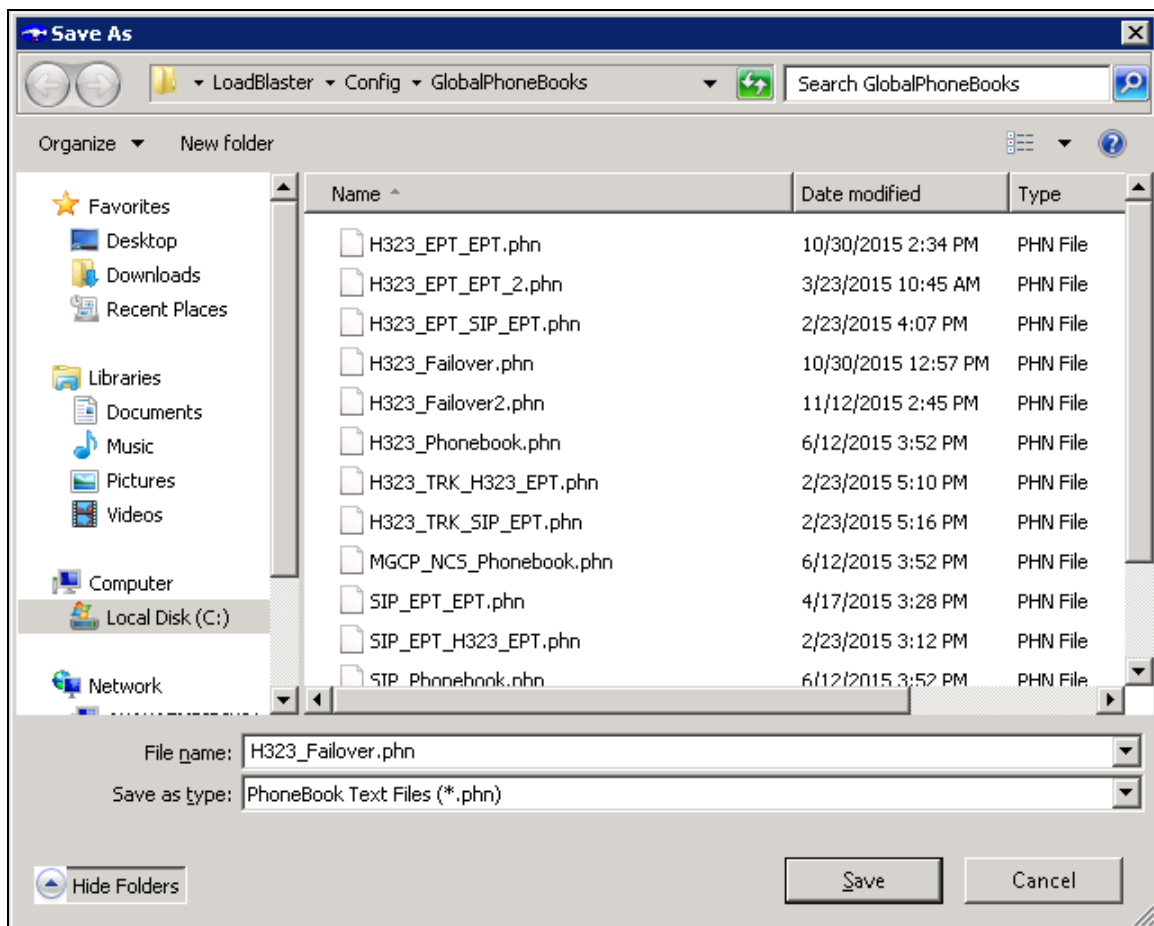 Save As
LoadBlaster Config GlobalPhoneBooks Search GlobalPhoneBooks
Organize New folder
Favorites
Desktop
Downloads
Recent Places
Libraries
Documents
Music
Pictures
Videos
Computer
Local Disk (C:)
Network
Name Date modified Type
H323_EPT_EPT.phn 10/30/2015 2:34 PM PHN File
H323_EPT_EPT_2.phn 3/23/2015 10:45 AM PHN File
H323_EPT_SIP_EPT.phn 2/23/2015 4:07 PM PHN File
H323_Failover.phn 10/30/2015 12:57 PM PHN File
H323_Failover2.phn 11/12/2015 2:45 PM PHN File
H323_Phonebook.phn 6/12/2015 3:52 PM PHN File
H323_TRK_H323_EPT.phn 2/23/2015 5:10 PM PHN File
H323_TRK_SIP_EPT.phn 2/23/2015 5:16 PM PHN File
MGCP_NCS_Phonebook.phn 6/12/2015 3:52 PM PHN File
SIP_EPT_EPT.phn 4/17/2015 3:28 PM PHN File
SIP_EPT_H323_EPT.phn 2/23/2015 3:12 PM PHN File
SIP_Phonebook.phn 6/12/2015 3:52 PM PHN File
File name: H323_Failover.phn
Save as type: PhoneBook Text Files (*.phn)
Hide Folders Save Cancel